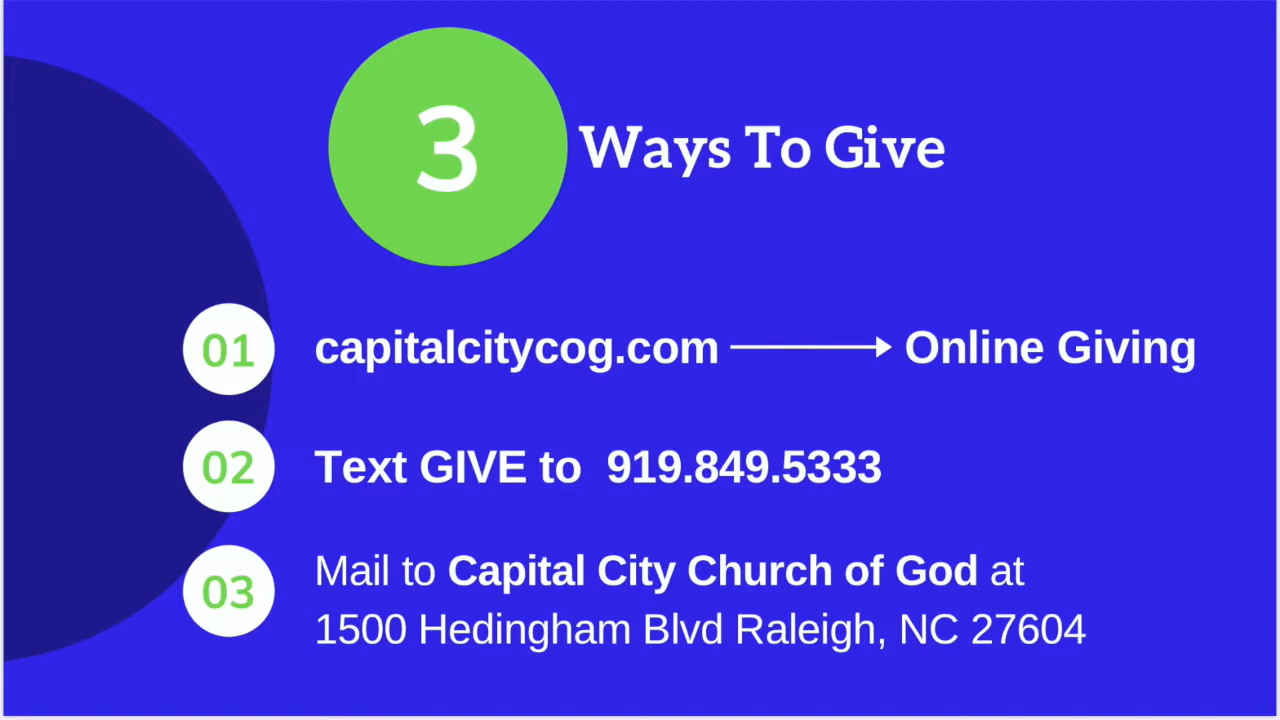 3 Ways To Give
01 capitalcitycog.com → Online Giving
02 Text GIVE to 919.849.5333
03 Mail to Capital City Church of God at
1500 Hedingham Blvd Raleigh, NC 27604